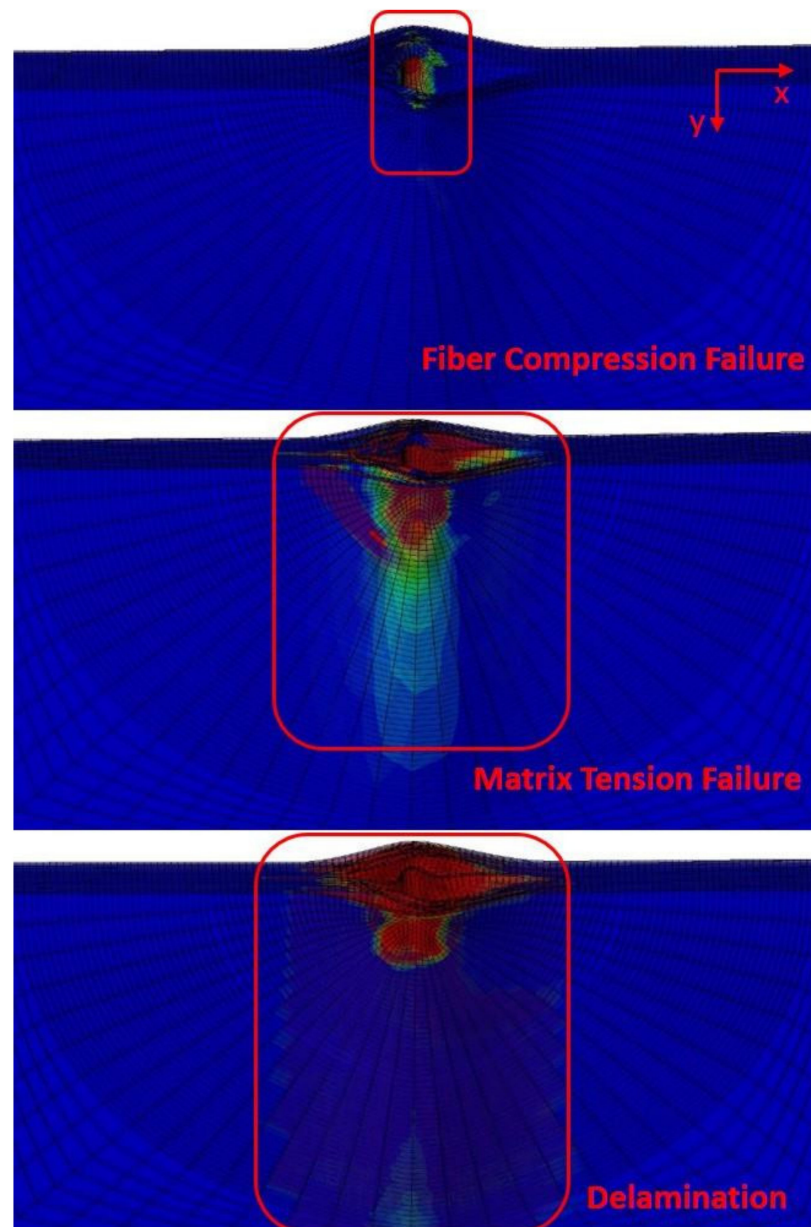 x
y
Fiber Compression Failure
Matrix Tension Failure
Delamination